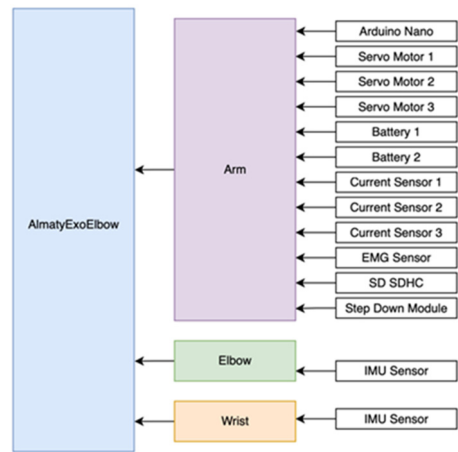 Arduino Nano
Servo Motor 1
Servo Motor 2
Servo Motor 3
Battery 1
Battery 2
Arm
Current Sensor 1
Current Sensor 2
AlmatyExoElbow
Current Sensor 3
EMG Sensor
SD SDHC
Step Down Module
Elbow
IMU Sensor
Wrist
IMU Sensor